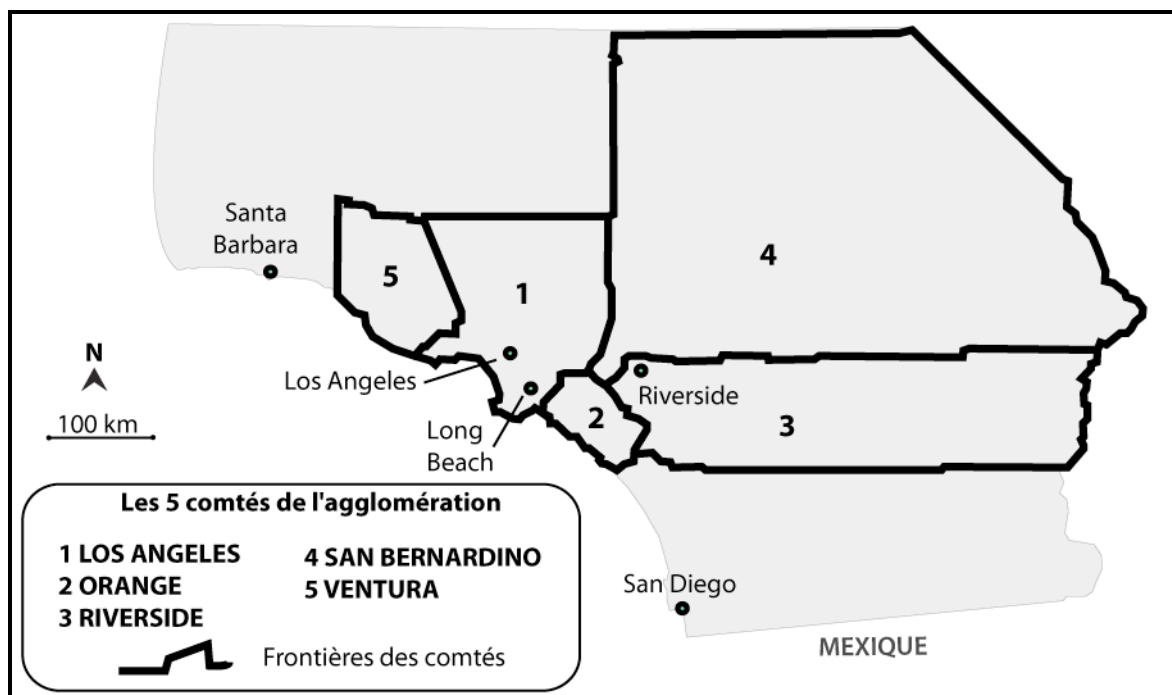 Santa
Barbara
5
1
4
N
100 km
Los Angeles
Riverside
Long
Beach
2
3
Les 5 comtés de l'agglomération
1 LOS ANGELES
2 ORANGE
3 RIVERSIDE
4 SAN BERNARDINO
5 VENTURA
Frontières des comtés
San Diego
MEXIQUE